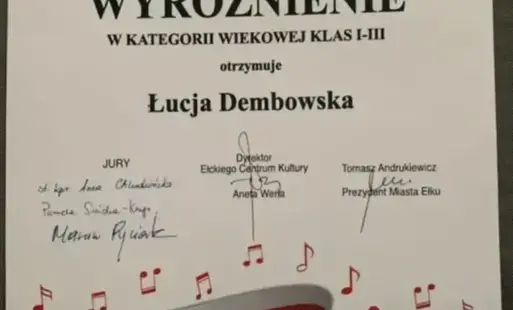 WYRÓŻNIENIE
W KATEGORII WIEKOWEJ KLAS I-III
otrzymuje
Łucja Dembowska
JURY
Dyrektor
Ełckiego Centrum Kultury
Aneta Werla
Tomasz Andrukiewicz
Prezydent Miasta Ełku